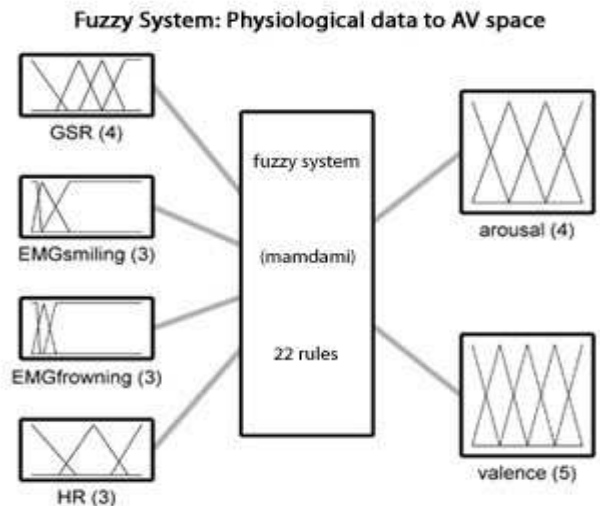 Fuzzy System: Physiological data to AV space
GSR (4)
EMGsmiling (3)
EMGfrowning (3)
HR (3)
fuzzy system
(mamdami)
22 rules
arousal (4)
valence (5)